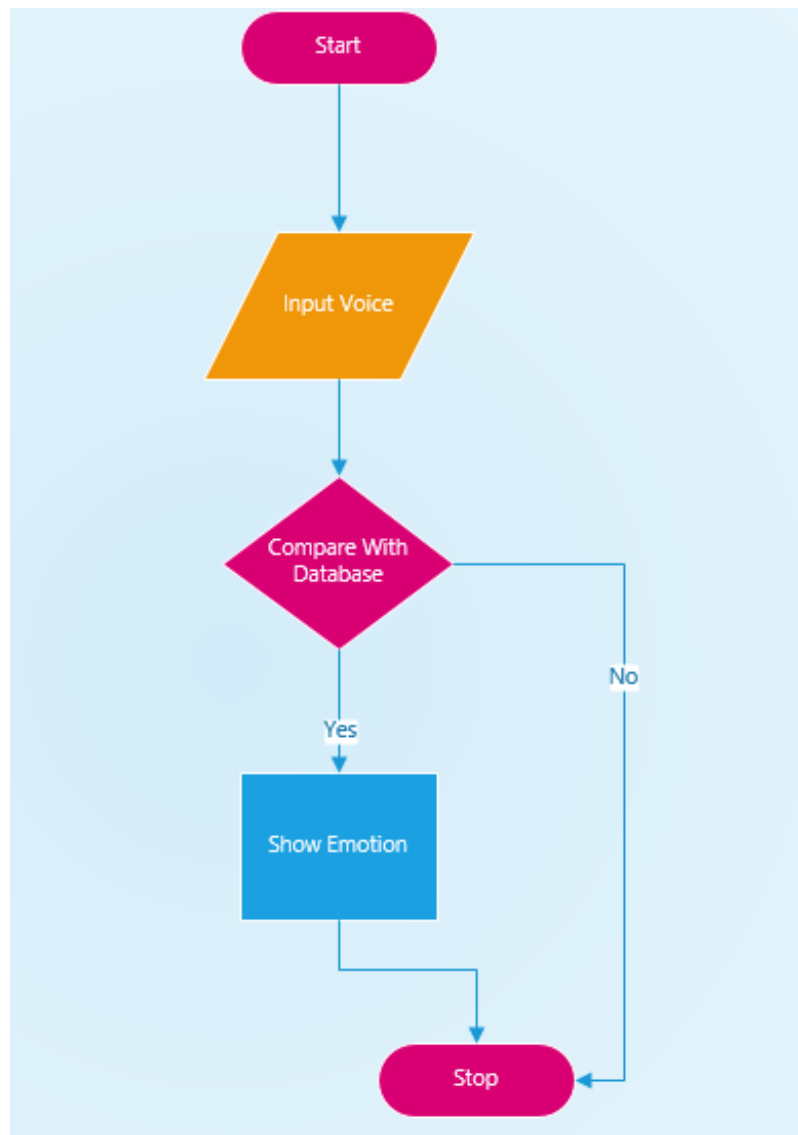 Start
Input Voice
Compare With
Database
No
Yes
Show Emotion
Stop